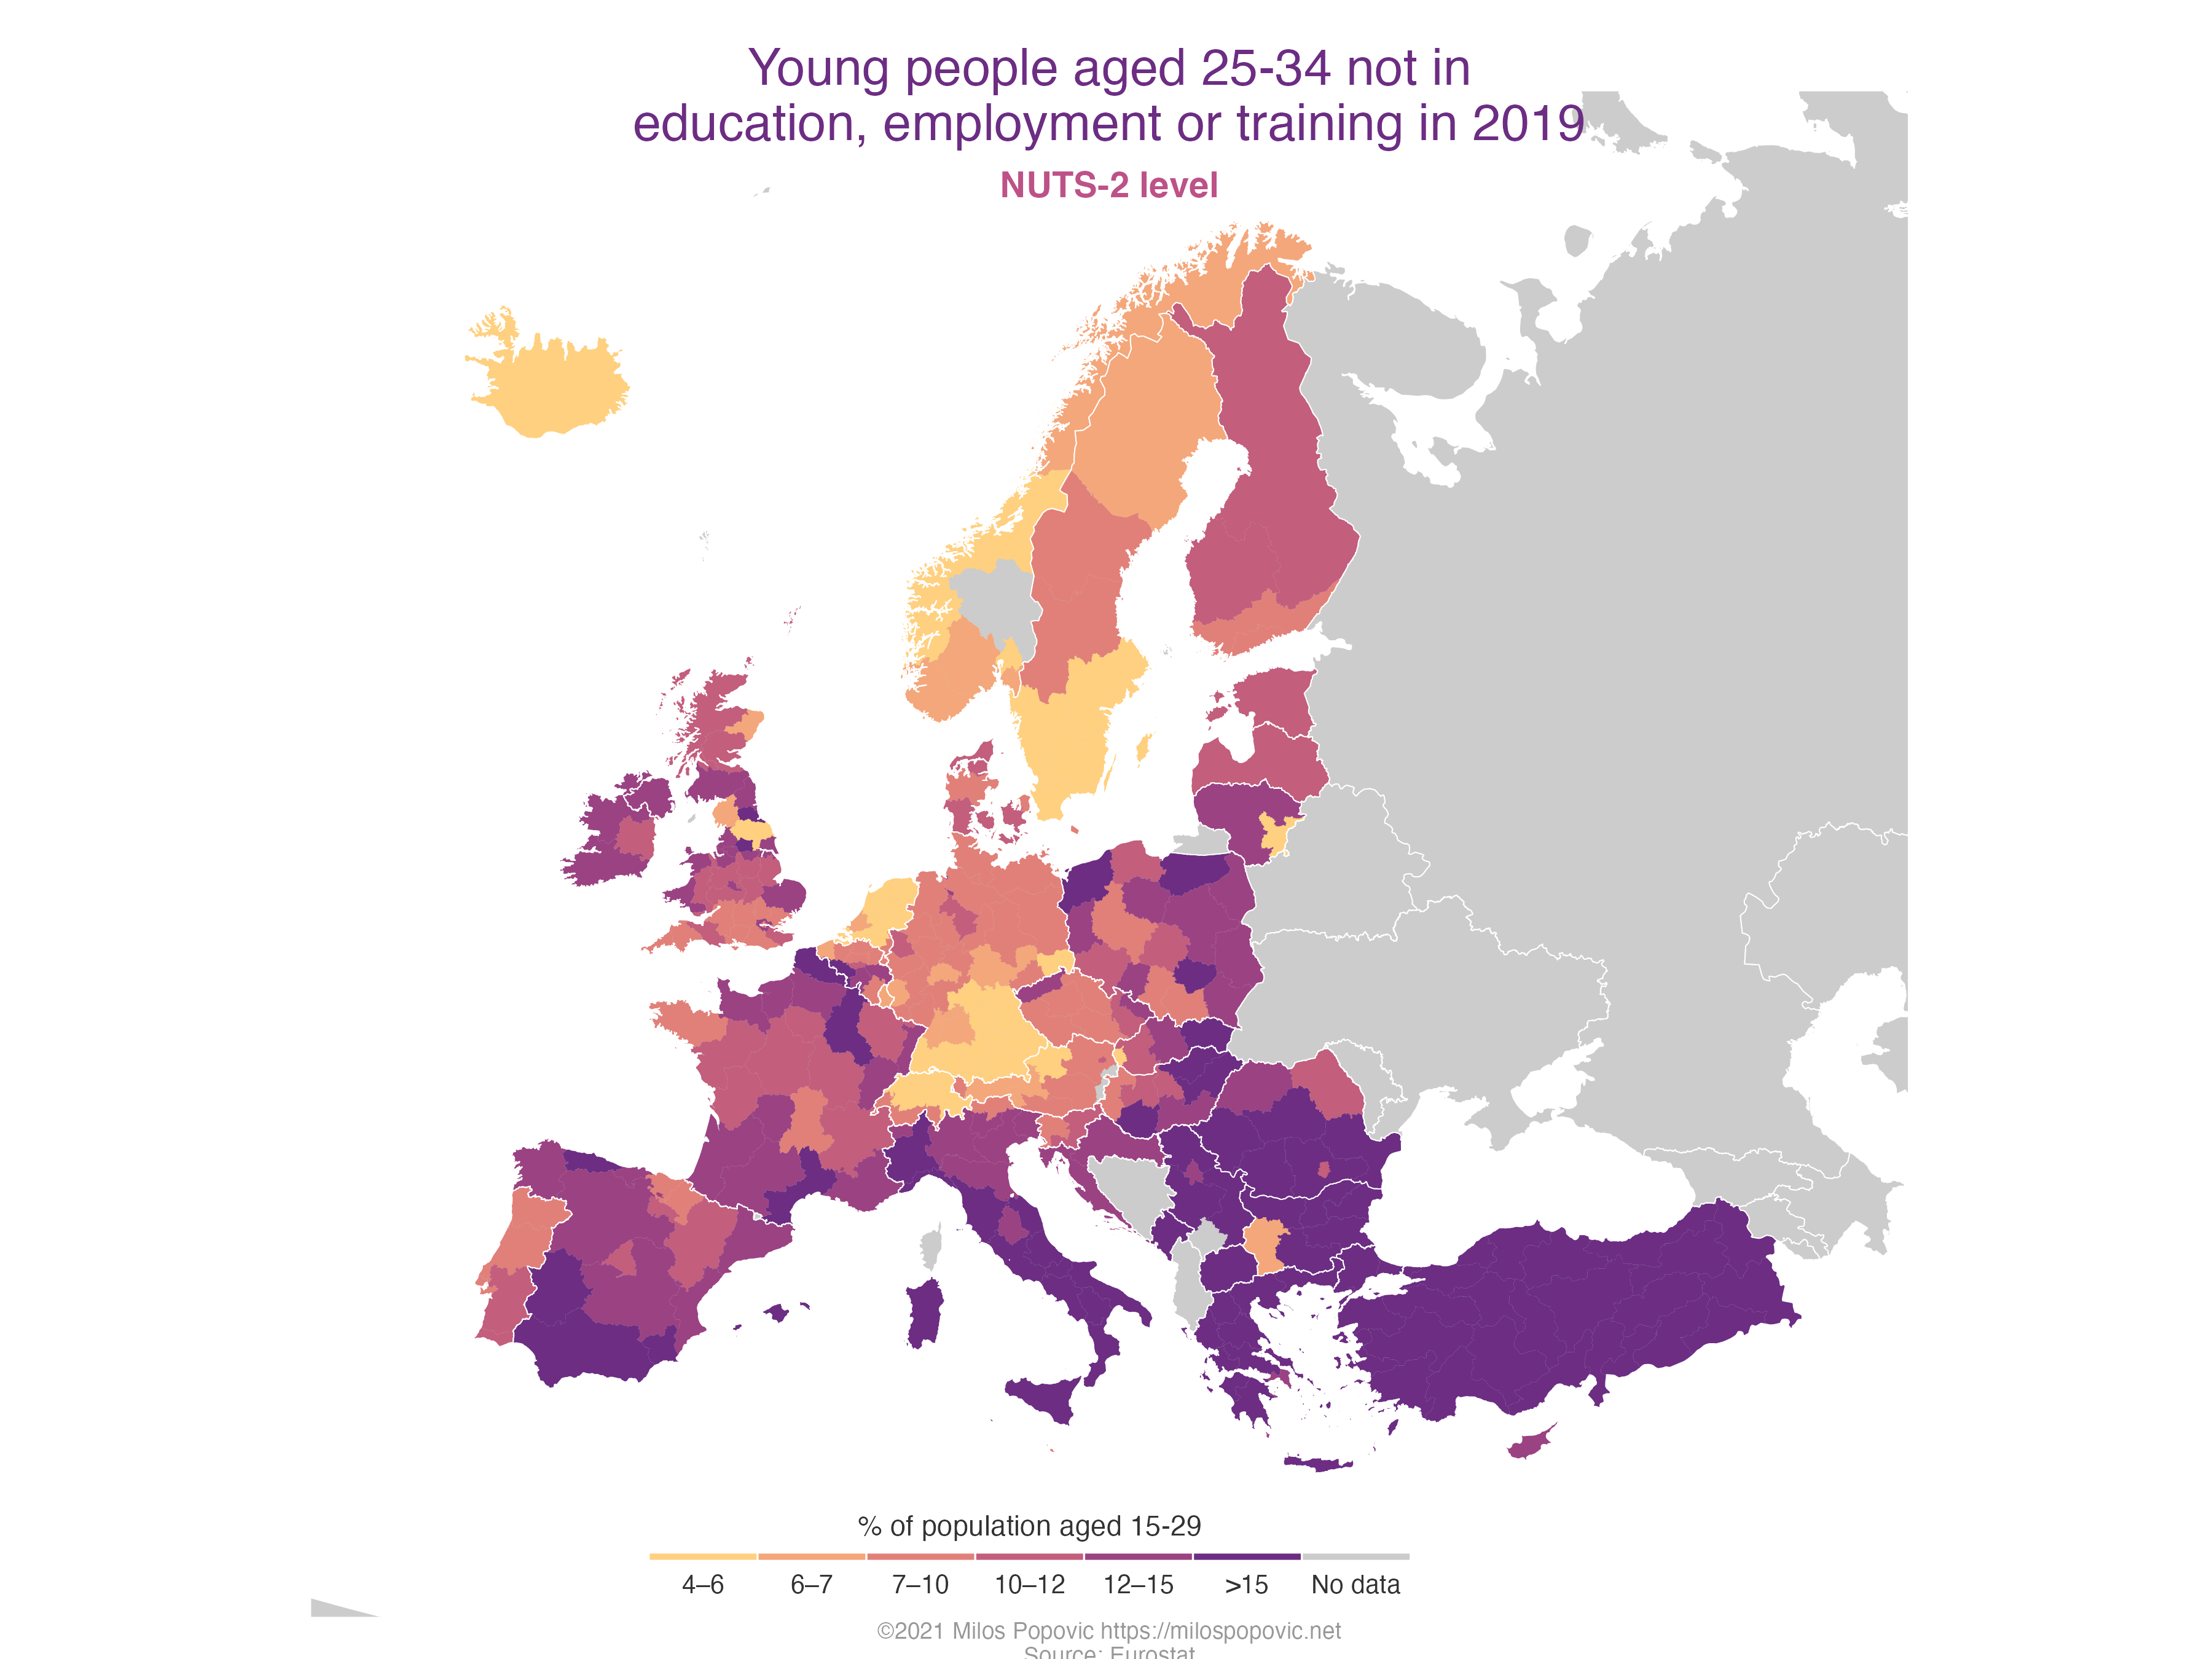 Young people aged 25-34 not in
education, employment or training in 2019
NUTS-2 level
% of population aged 15-29
4–6 6–7 7–10 10–12 12–15 >15 No data
©2021 Milos Popovic https://milospopovic.net
Source: Eurostat